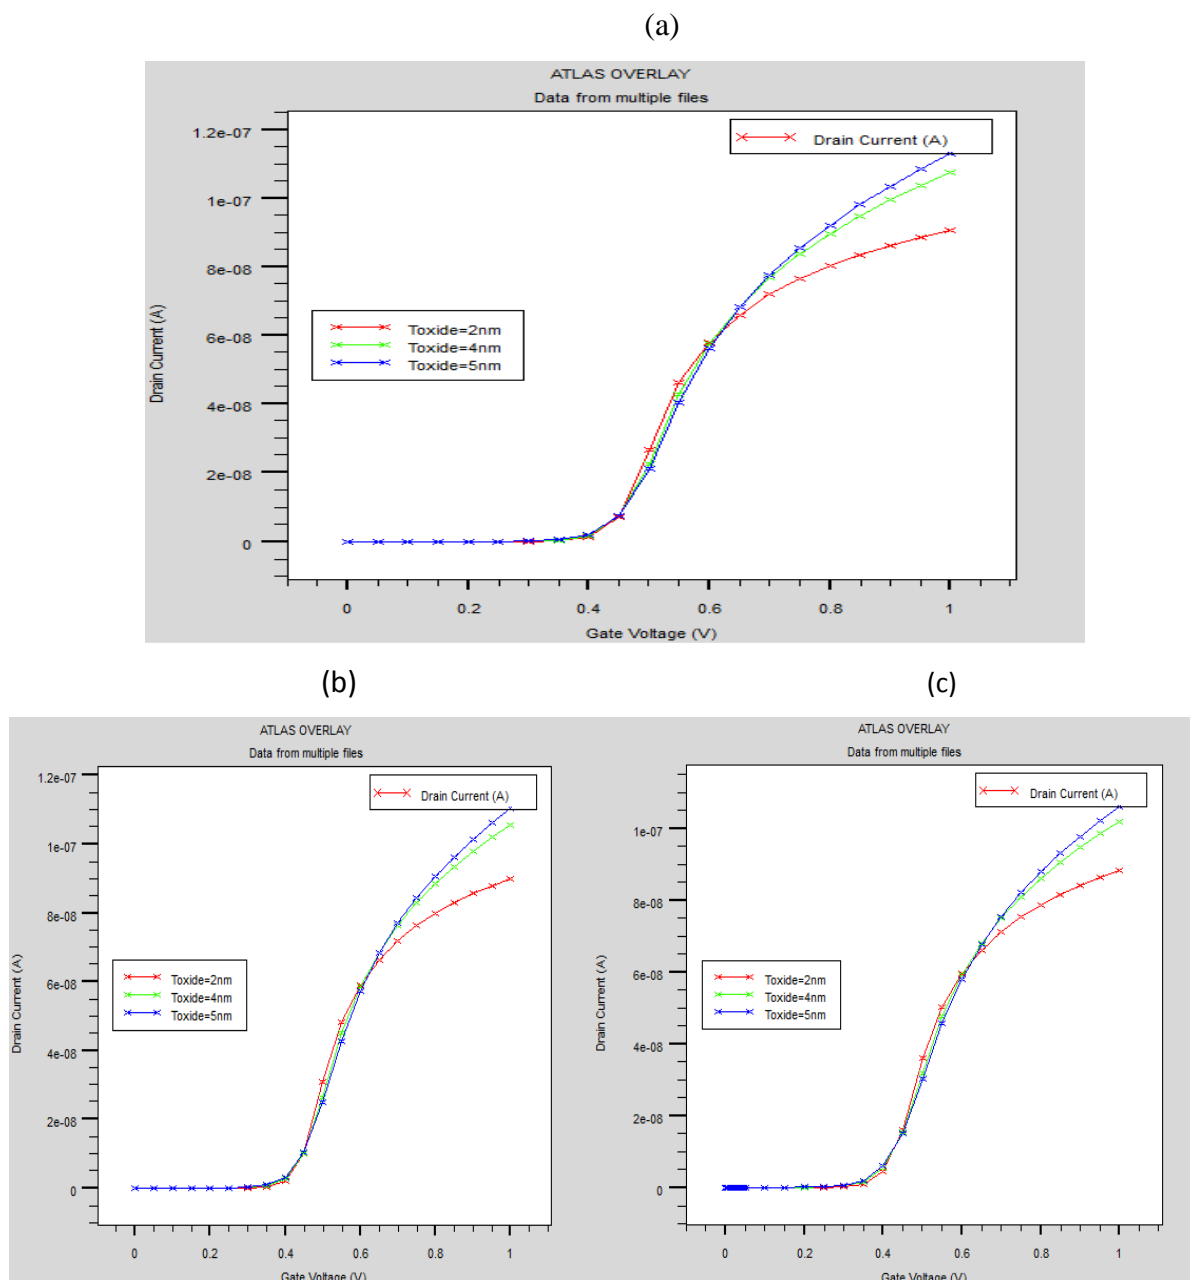 (a)
ATLAS OVERLAY
Data from multiple files
Drain Current (A)
1.2e-07
1e-07
8e-08
6e-08
4e-08
2e-08
0
Drain Current (A)
Toxide=2nm
Toxide=4nm
Toxide=5nm
0 0.2 0.4 0.6 0.8 1
Gate Voltage (V)
(b)
ATLAS OVERLAY
Data from multiple files
Drain Current (A)
1.2e-07
1e-07
8e-08
6e-08
4e-08
2e-08
0
Drain Current (A)
Toxide=2nm
Toxide=4nm
Toxide=5nm
0 0.2 0.4 0.6 0.8 1
Gate Voltage (V)
(c)
ATLAS OVERLAY
Data from multiple files
Drain Current (A)
1e-07
8e-08
6e-08
4e-08
2e-08
0
Drain Current (A)
Toxide=2nm
Toxide=4nm
Toxide=5nm
0 0.2 0.4 0.6 0.8 1
Gate Voltage (V)